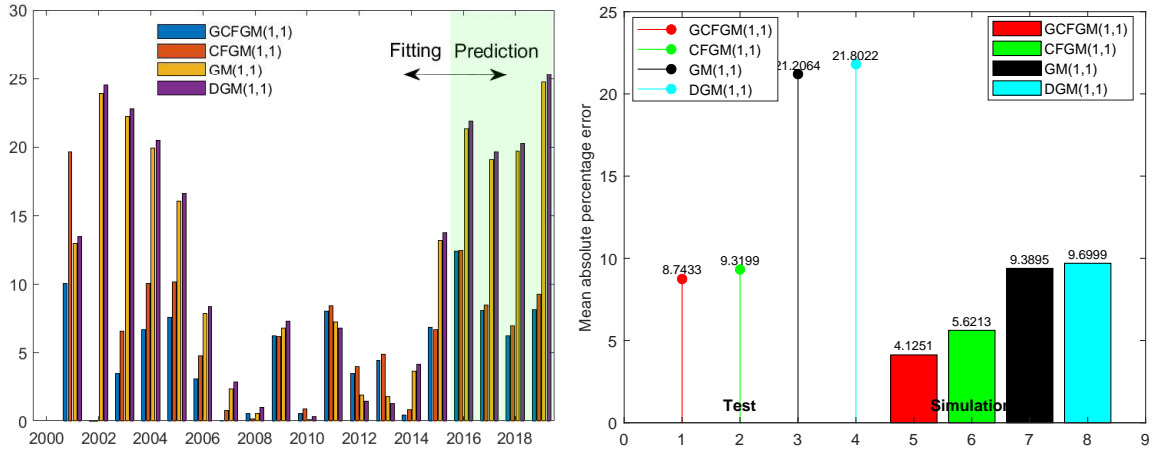 GCFGM(1,1)
CFGM(1,1)
GM(1,1)
DGM(1,1)
Fitting Prediction
30
25
20
15
10
5
0
2000 2002 2004 2006 2008 2010 2012 2014 2016 2018
Mean absolute percentage error
25
20
15
10
5
0
GCFGM(1,1)
CFGM(1,1)
GM(1,1)
DGM(1,1)
GCFGM(1,1)
CFGM(1,1)
GM(1,1)
DGM(1,1)
8.7433
9.3199
21.2064
21.8022
4.1251
5.6213
9.3895
9.6999
Test
Simulation
0 1 2 3 4 5 6 7 8 9